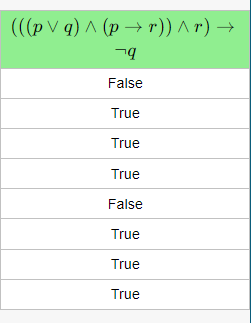 (((p ∨ q) ∧ (p → r)) ∧ r) →
¬q
False
True
True
True
False
True
True
True